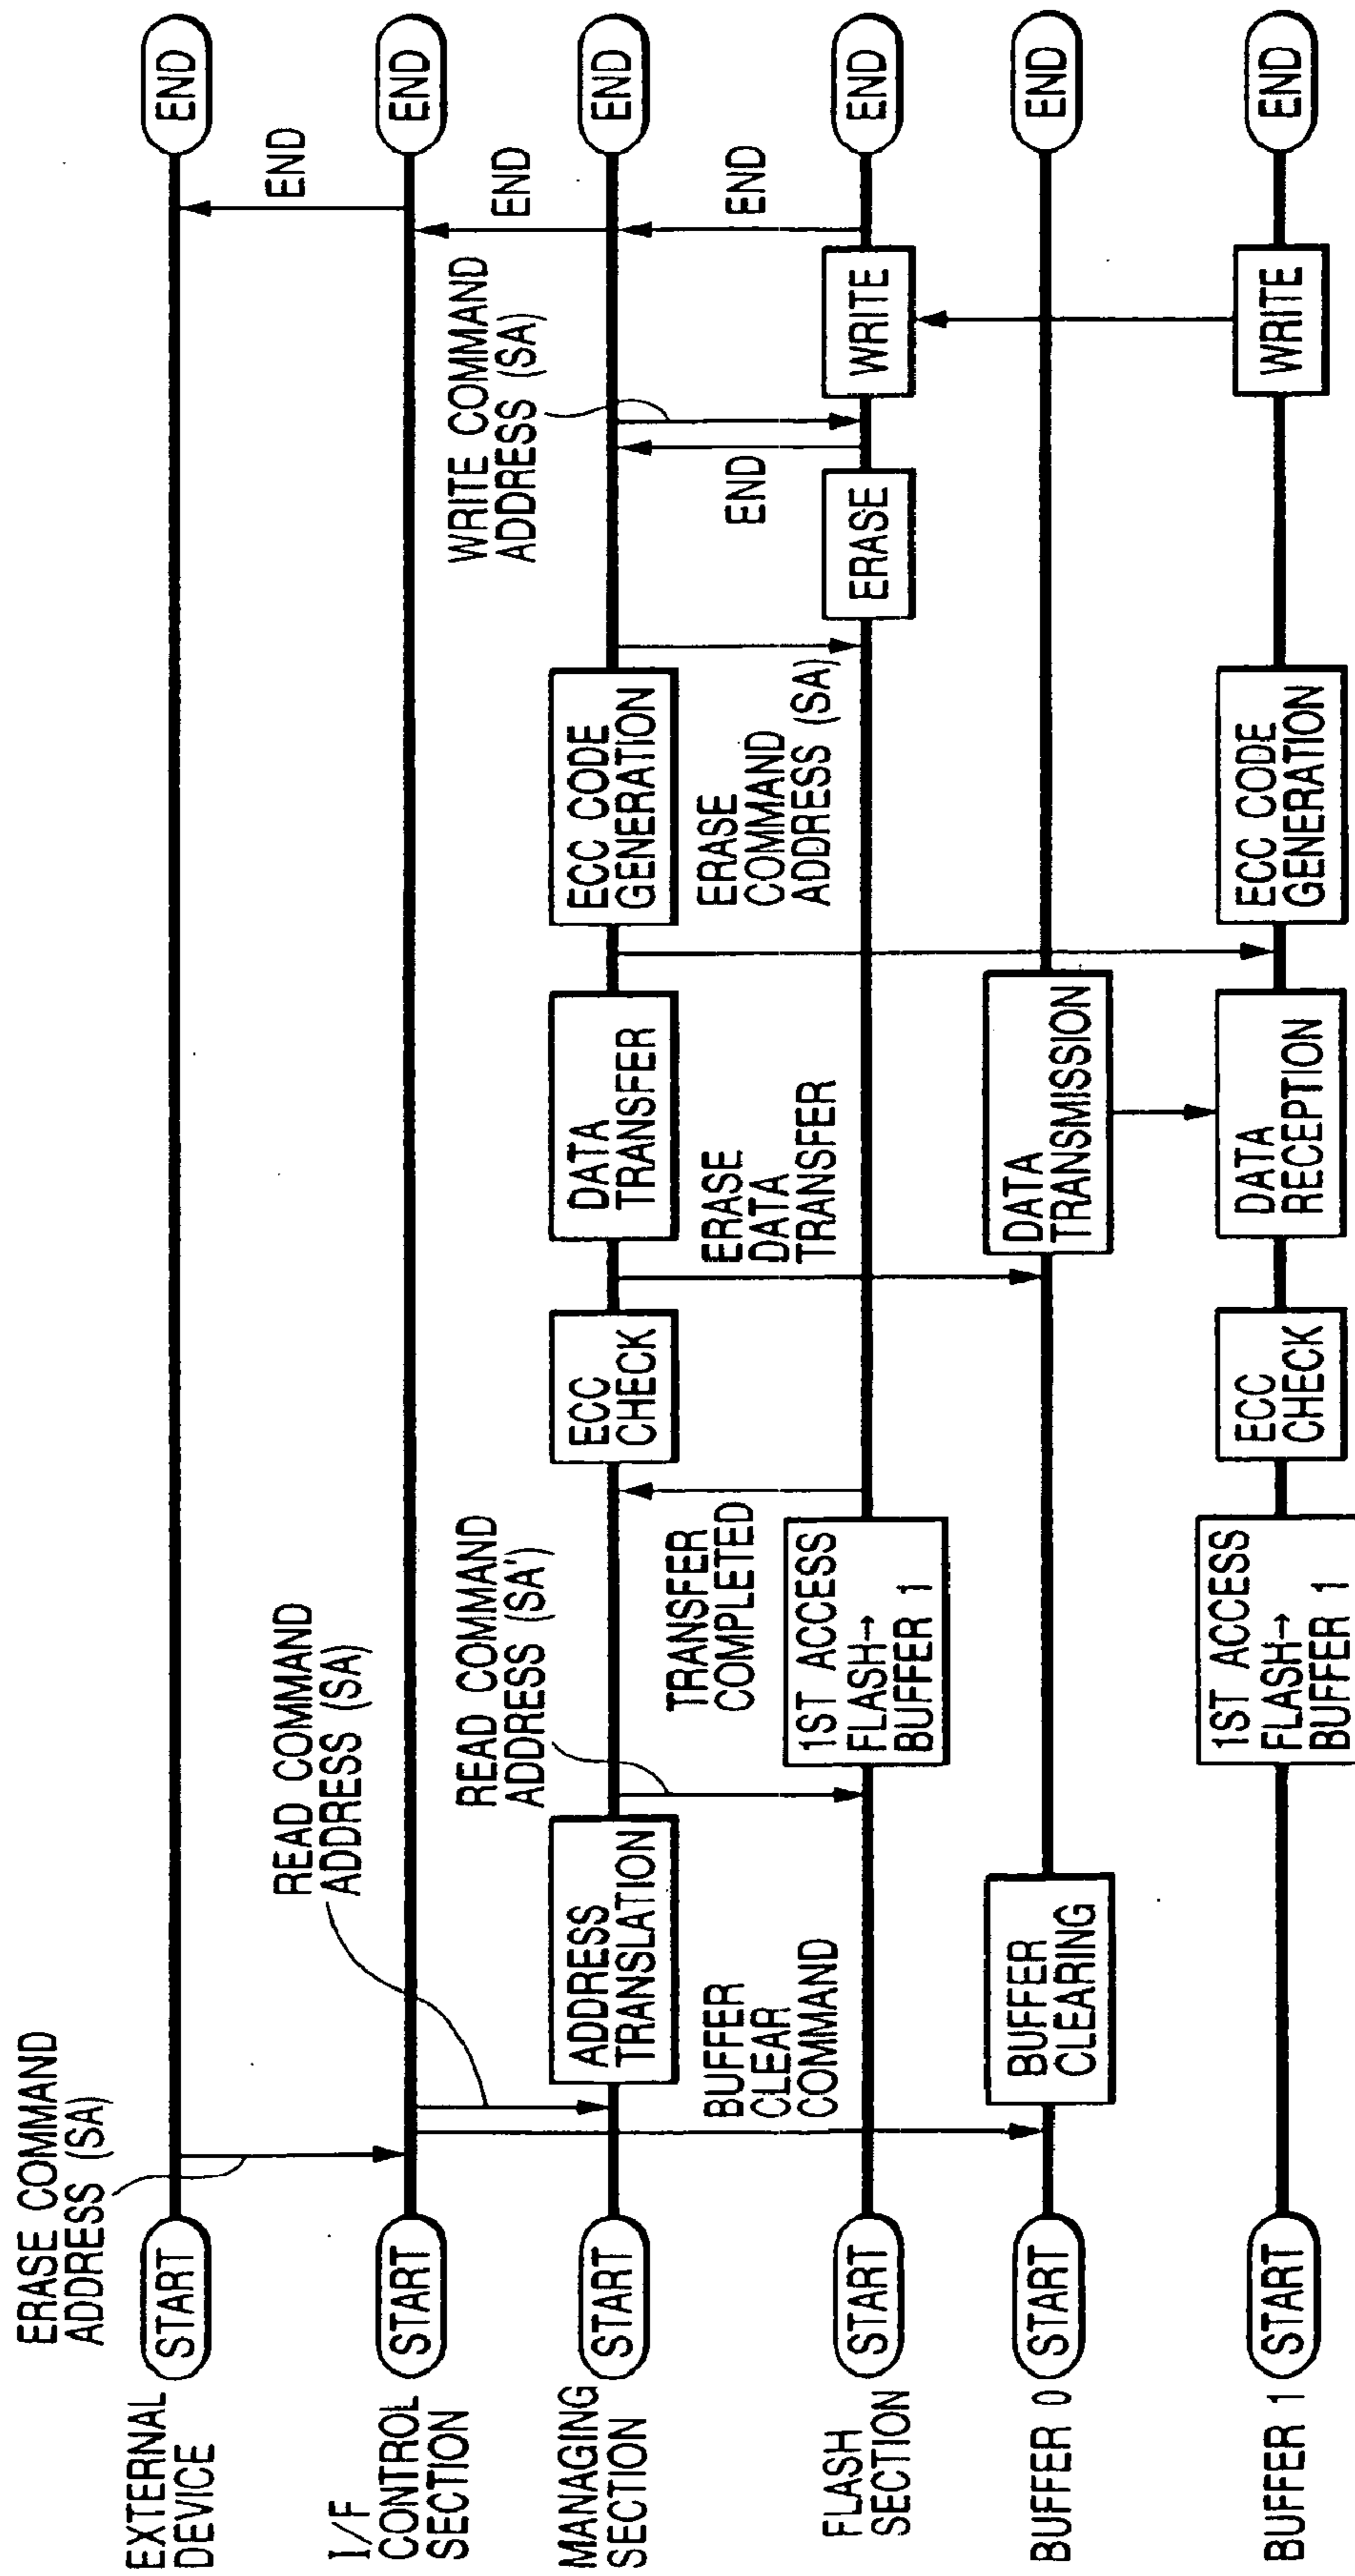 EXTERNAL
DEVICE
START
ERASE COMMAND
ADDRESS (SA)
END
END
I/F
CONTROL
SECTION
START
READ COMMAND
ADDRESS (SA)
END
END
MANAGING
SECTION
START
ADDRESS
TRANSLATION
READ COMMAND
ADDRESS (SA')
ECC
CHECK
DATA
TRANSFER
ECC CODE
GENERATION
WRITE COMMAND
ADDRESS (SA)
END
BUFFER
CLEAR
COMMAND
TRANSFER
COMPLETED
ERASE
DATA
TRANSFER
ERASE
COMMAND
ADDRESS (SA)
END
END
FLASH
SECTION
START
1ST ACCESS
FLASH→
BUFFER 1
ERASE
WRITE
END
BUFFER 0
START
BUFFER
CLEARING
DATA
TRANSMISSION
END
BUFFER 1
START
1ST ACCESS
FLASH→
BUFFER 1
ECC
CHECK
DATA
RECEPTION
ECC CODE
GENERATION
WRITE
END